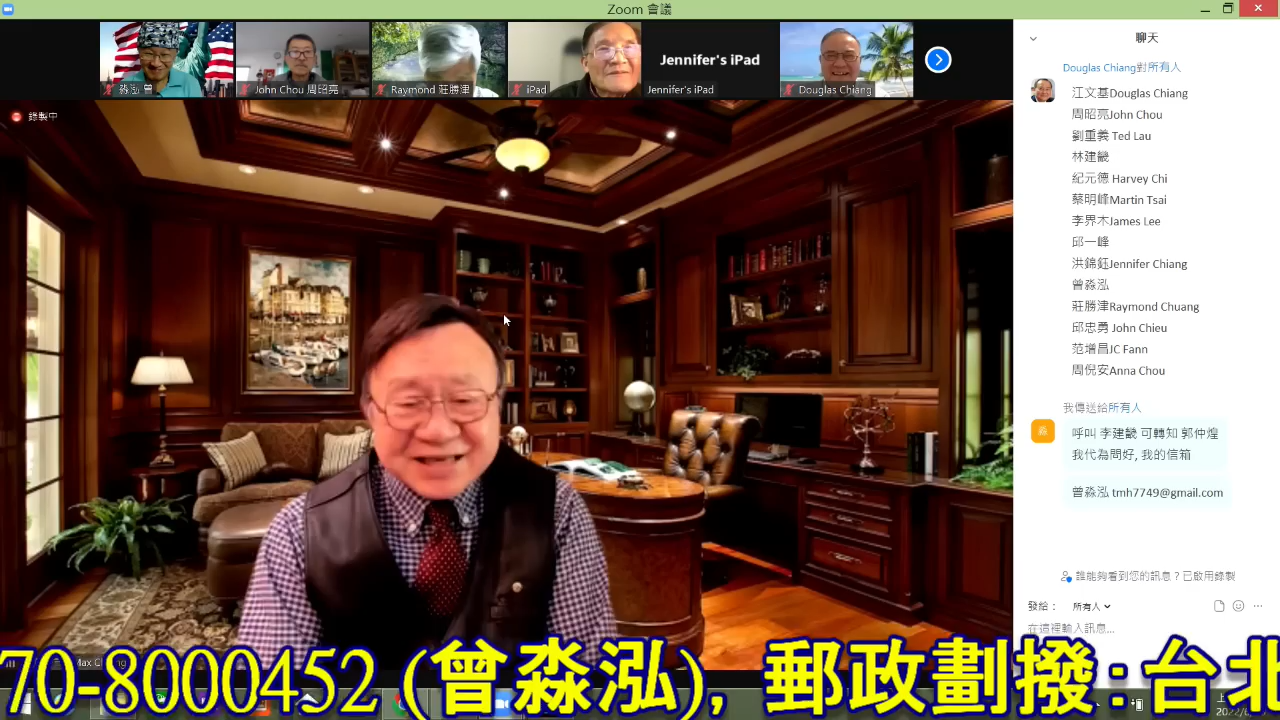 Zoom 會議
John Chou 周昭亮
Raymond 莊勝津
iPad
Jennifer's iPad
Jennifer's iPad
Douglas Chiang
錄製中
聊天
Douglas Chiang對所有人
江文基Douglas Chiang
周昭亮John Chou
劉重義 Ted Lau
林建畿
紀元德 Harvey Chi
蔡明峰Martin Tsai
李界木James Lee
邱一峰
洪錦鈺Jennifer Chiang
曾淼泓
莊勝津Raymond Chuang
邱忠勇 John Chieu
范增昌JC Fann
周倪安Anna Chou
我傳送給所有人
淼
呼叫 李建畿 可轉知 郭仲煌
我代為問好, 我的信箱
曾淼泓 tmh7749@gmail.com
誰能夠看到您的訊息？已啟用錄製
發給： 所有人
在這裡輸入訊息...
70-8000452 (曾淼泓), 郵政劃撥:台北